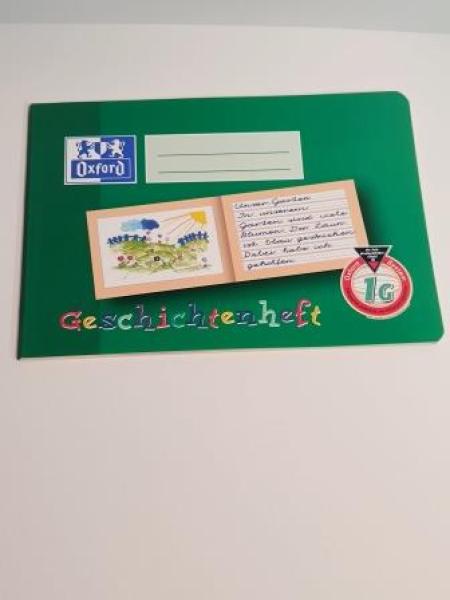 Oxford
Unser Garten
In unserem
Garten sind viele
Blumen. Der Zaun
ist blau gestrichen.
Dabei habe ich
geholfen.
1G
Geschichtenheft